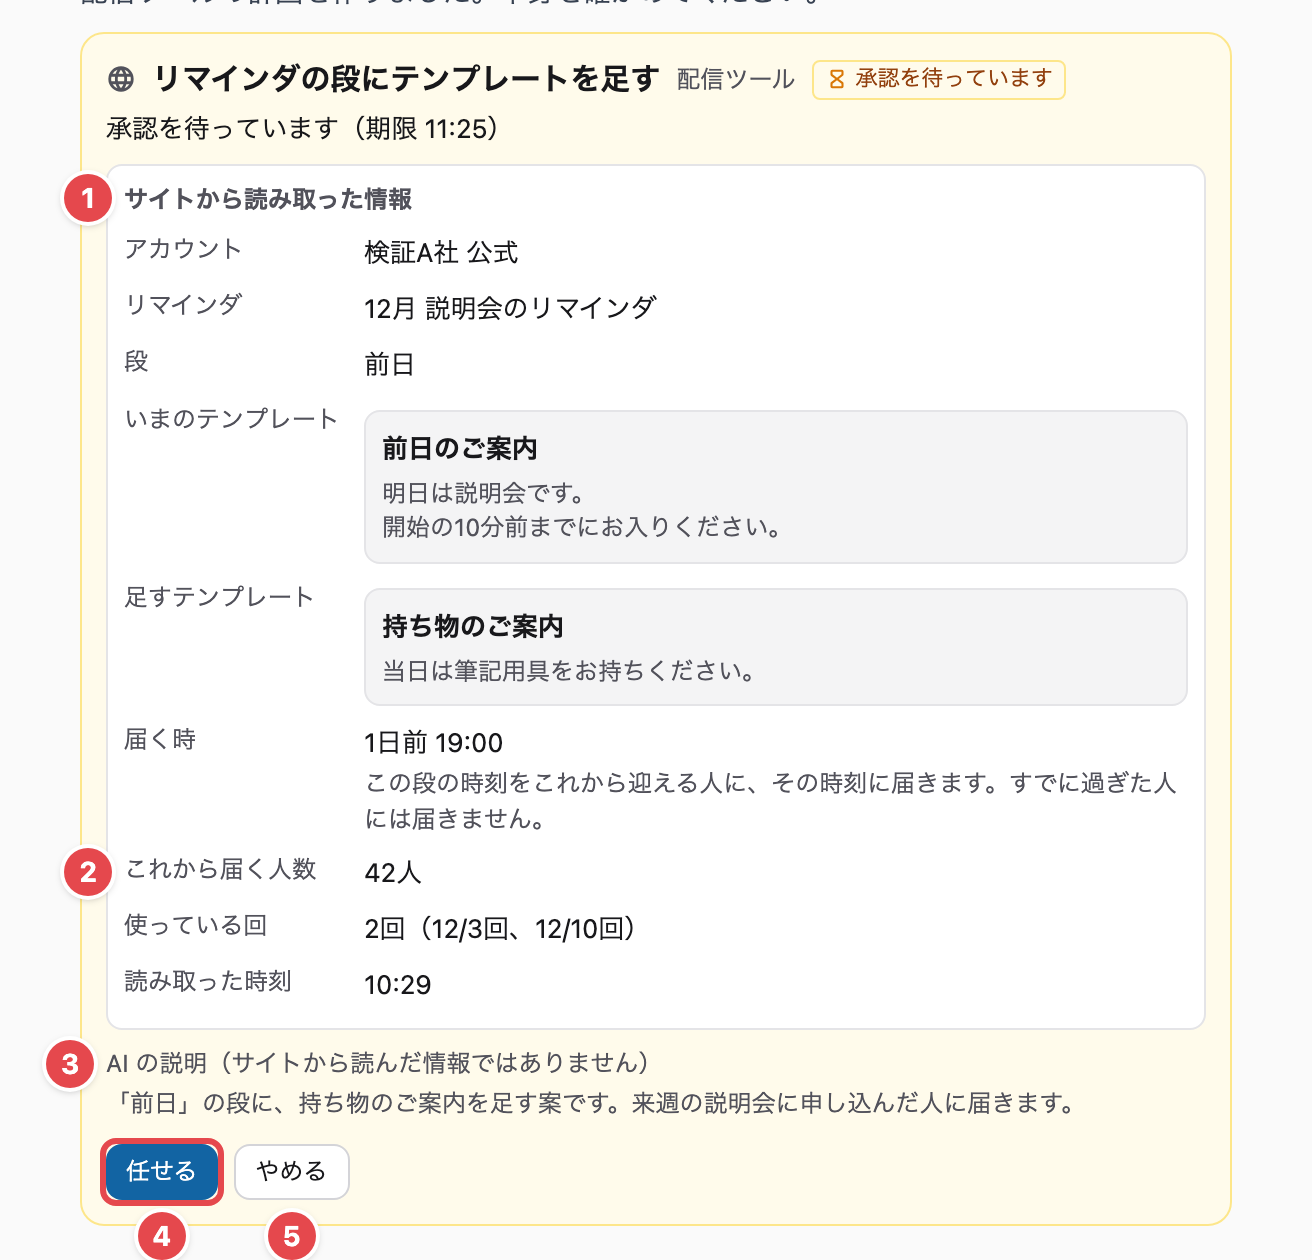 リマインダの段にテンプレートを足す 配信ツール 承認を待っています
承認を待っています（期限 11:25）
1 サイトから読み取った情報
アカウント 検証A社 公式
リマインダ 12月 説明会のリマインダ
段 前日
いまのテンプレート 前日のご案内
明日は説明会です。
開始の10分前までにお入りください。
足すテンプレート 持ち物のご案内
当日は筆記用具をお持ちください。
届く時 1日前 19:00
この段の時刻をこれから迎える人に、その時刻に届きます。すでに過ぎた人
には届きません。
2 これから届く人数 42人
使っている回 2回（12/3回、12/10回）
読み取った時刻 10:29
3 AI の説明（サイトから読んだ情報ではありません）
「前日」の段に、持ち物のご案内を足す案です。来週の説明会に申し込んだ人に届きます。
任せる やめる
4 5